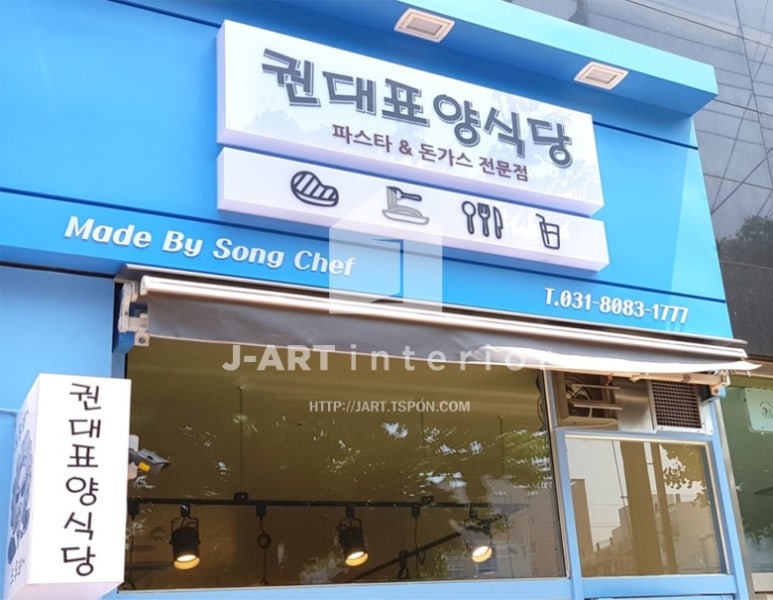 권대표양식당
파스타 & 돈가스 전문점
Made By Song Chef
T.031-8083-1777
J-ART interior
HTTP://JART.TSPON.COM
권대표양식당